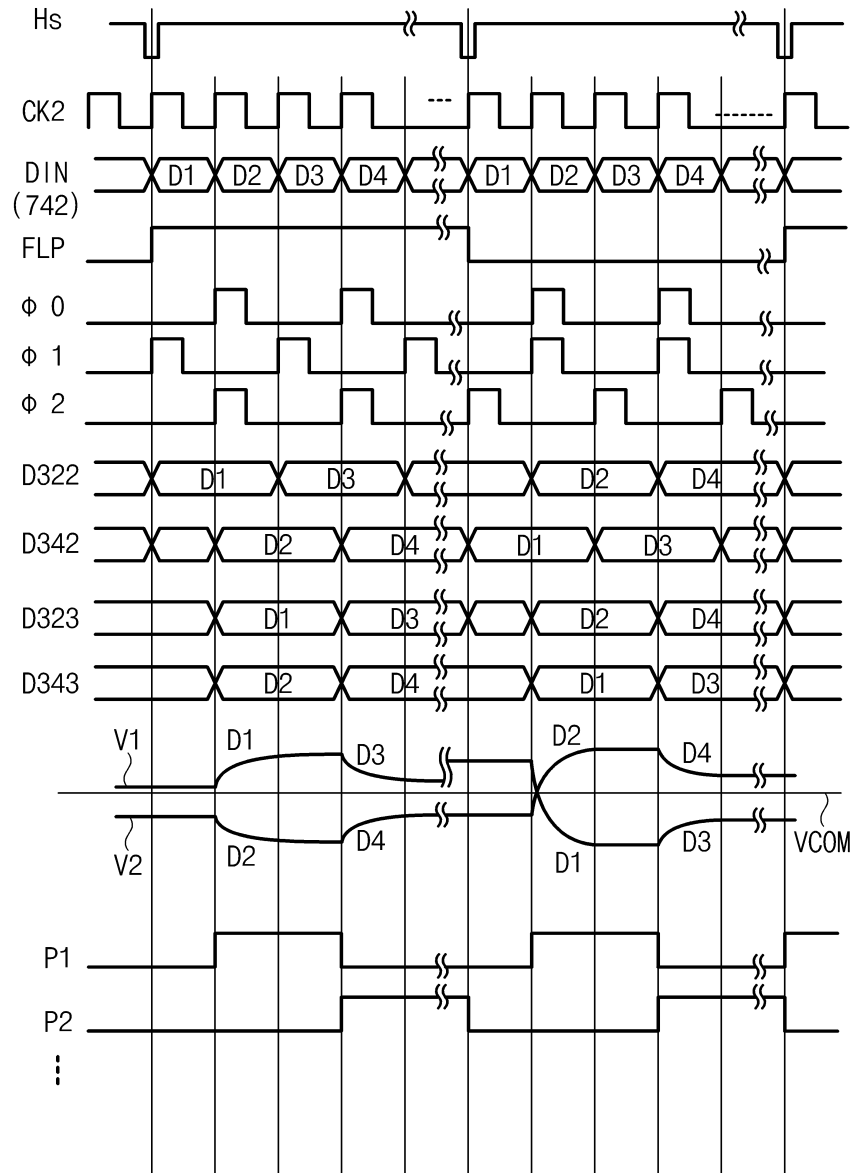 Hs
CK2
DIN D1 D2 D3 D4 D1 D2 D3 D4
(742)
FLP
Φ 0
Φ 1
Φ 2
D322 D1 D3 D2 D4
D342 D2 D4 D1 D3
D323 D1 D3 D2 D4
D343 D2 D4 D1 D3
V1 D1 D3 D2 D4
V2 D2 D4 D1 D3 VCOM
P1
P2